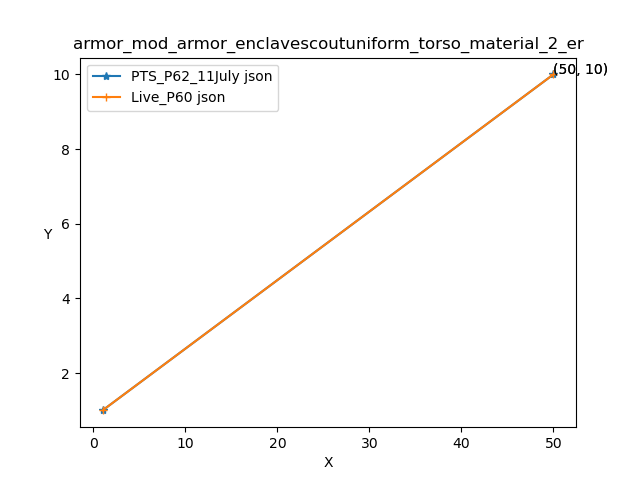 armor_mod_armor_enclavescoutuniform_torso_material_2_er
PTS_P62_11July json
Live_P60 json
(50, 10)
10
8
6
4
2
Y
0
10
20
30
40
50
X